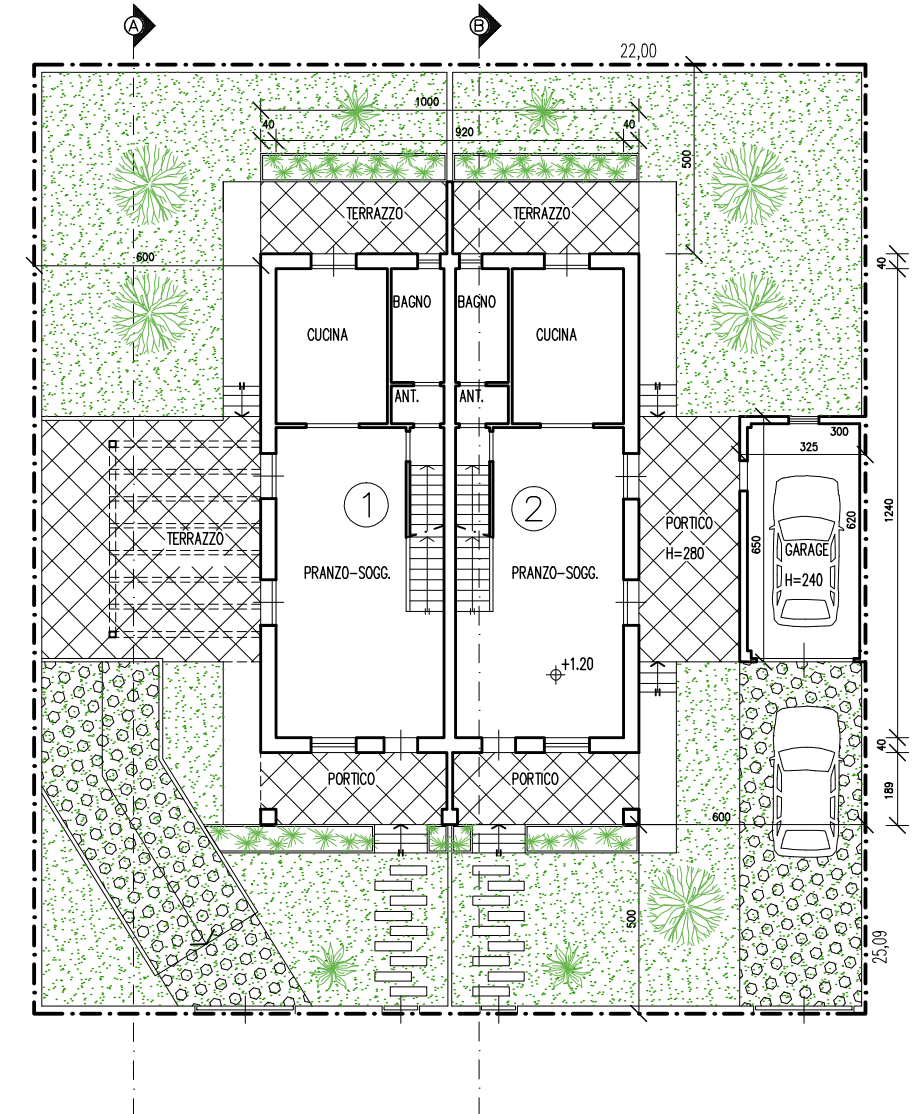 A
B
22,00
1000
40
920
40
500
TERRAZZO
TERRAZZO
600
40
BAGNO
BAGNO
CUCINA
CUCINA
ANT.
ANT.
300
325
1
2
PORTICO
H=280
620
1240
TERRAZZO
650
GARAGE
H=240
PRANZO-SOGG.
PRANZO-SOGG.
+1.20
40
PORTICO
PORTICO
189
600
500
25,09